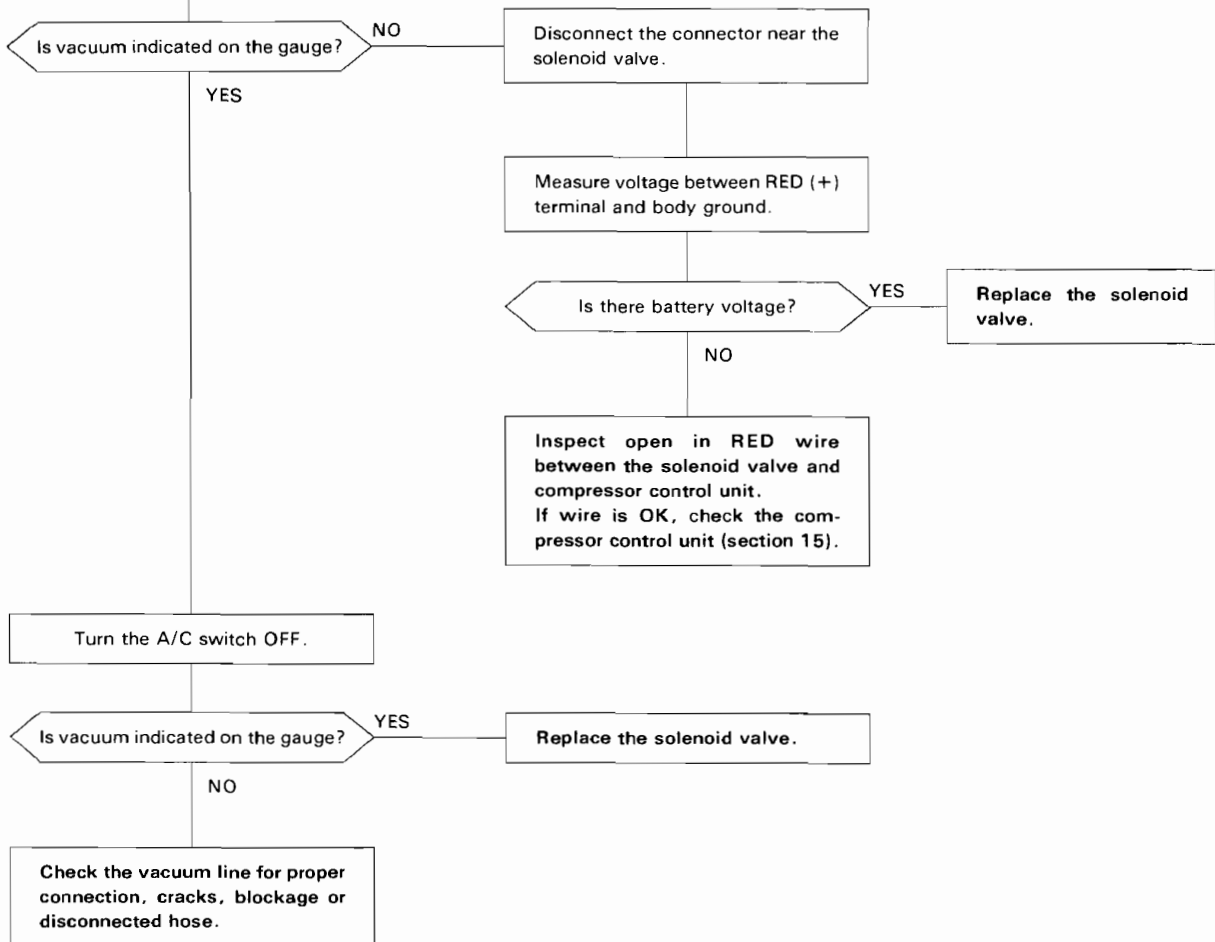 Is vacuum indicated on the gauge?
NO
Disconnect the connector near the
solenoid valve.
YES
Measure voltage between RED (+)
terminal and body ground.
Is there battery voltage?
YES
Replace the solenoid
valve.
NO
Inspect open in RED wire
between the solenoid valve and
compressor control unit.
If wire is OK, check the com-
pressor control unit (section 15).
Turn the A/C switch OFF.
Is vacuum indicated on the gauge?
YES
Replace the solenoid valve.
NO
Check the vacuum line for proper
connection, cracks, blockage or
disconnected hose.